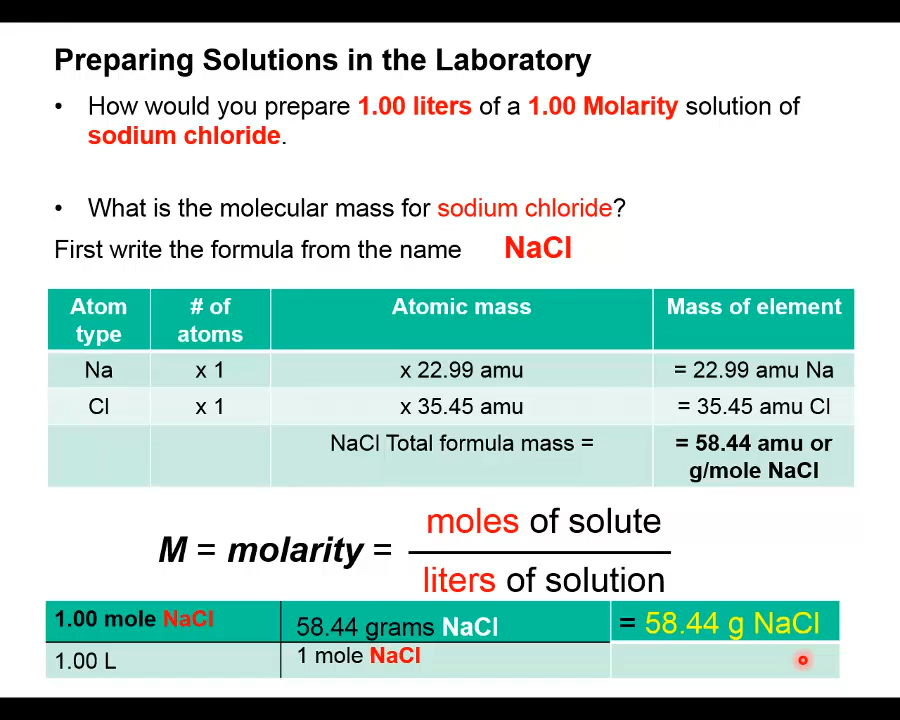 Preparing Solutions in the Laboratory
• How would you prepare 1.00 liters of a 1.00 Molarity solution of
sodium chloride.
• What is the molecular mass for sodium chloride?
First write the formula from the name NaCl
Atom type | # of atoms | Atomic mass | Mass of element
Na | x 1 | x 22.99 amu | = 22.99 amu Na
Cl | x 1 | x 35.45 amu | = 35.45 amu Cl
NaCl Total formula mass = | = 58.44 amu or g/mole NaCl
moles of solute
M = molarity =
liters of solution
1.00 mole NaCl | 58.44 grams NaCl | = 58.44 g NaCl
1.00 L | 1 mole NaCl